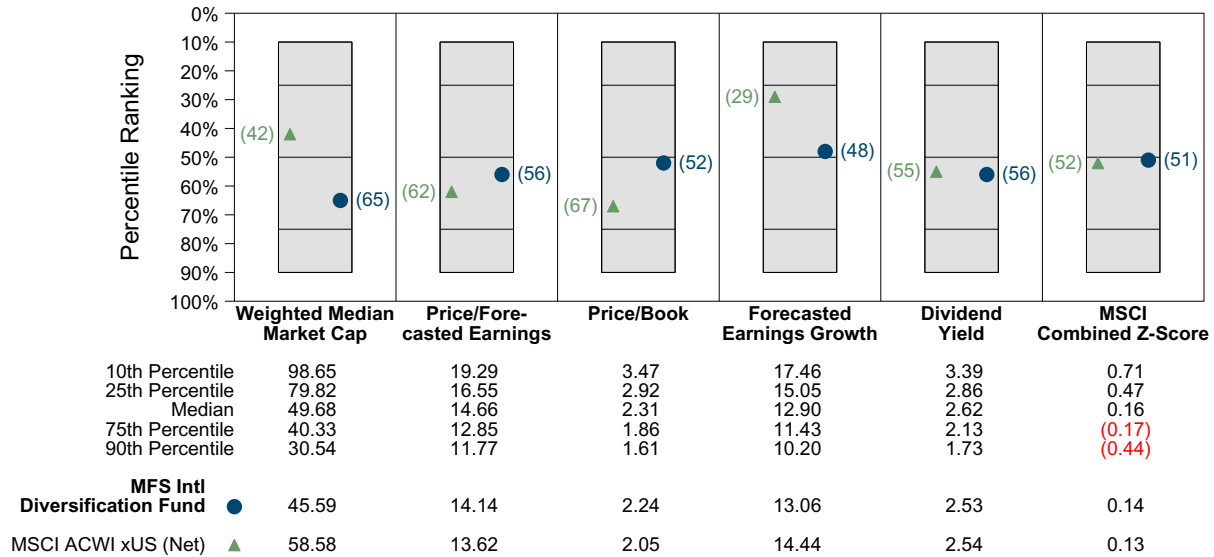 0%
10%
20%
30%
40%
50%
60%
70%
80%
90%
100%
Percentile Ranking
(42)
(65)
(62)
(56)
(67)
(52)
(29)
(48)
(55)
(56)
(52)
(51)
Weighted Median
Market Cap
Price/Fore-
casted Earnings
Price/Book
Forecasted
Earnings Growth
Dividend
Yield
MSCI
Combined Z-Score
10th Percentile 98.65 19.29 3.47 17.46 3.39 0.71
25th Percentile 79.82 16.55 2.92 15.05 2.86 0.47
Median 49.68 14.66 2.31 12.90 2.62 0.16
75th Percentile 40.33 12.85 1.86 11.43 2.13 (0.17)
90th Percentile 30.54 11.77 1.61 10.20 1.73 (0.44)
MFS Intl
Diversification Fund 45.59 14.14 2.24 13.06 2.53 0.14
MSCI ACWI xUS (Net) 58.58 13.62 2.05 14.44 2.54 0.13